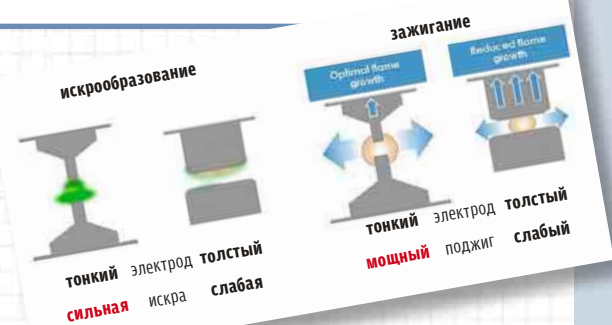 искрообразование
тонкий электрод толстый
сильная искра слабая
зажигание
Optimal flame growth
Reduced flame growth
тонкий электрод толстый
мощный поджиг слабый